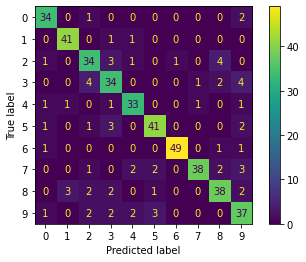 0 34 0 1 0 0 0 0 0 0 2
1 0 41 0 1 1 0 0 0 0 0
2 1 0 34 3 1 0 1 0 4 0
3 0 0 4 34 0 0 0 1 2 4
4 1 1 0 1 33 0 0 1 0 1
5 1 0 1 3 0 41 0 0 0 2
6 1 0 0 0 0 0 49 0 1 1
7 0 0 1 0 2 2 0 38 2 3
8 0 3 2 2 0 1 0 0 38 2
9 1 0 2 2 2 3 0 0 0 37
0 1 2 3 4 5 6 7 8 9
Predicted label
True label
40
30
20
10
0